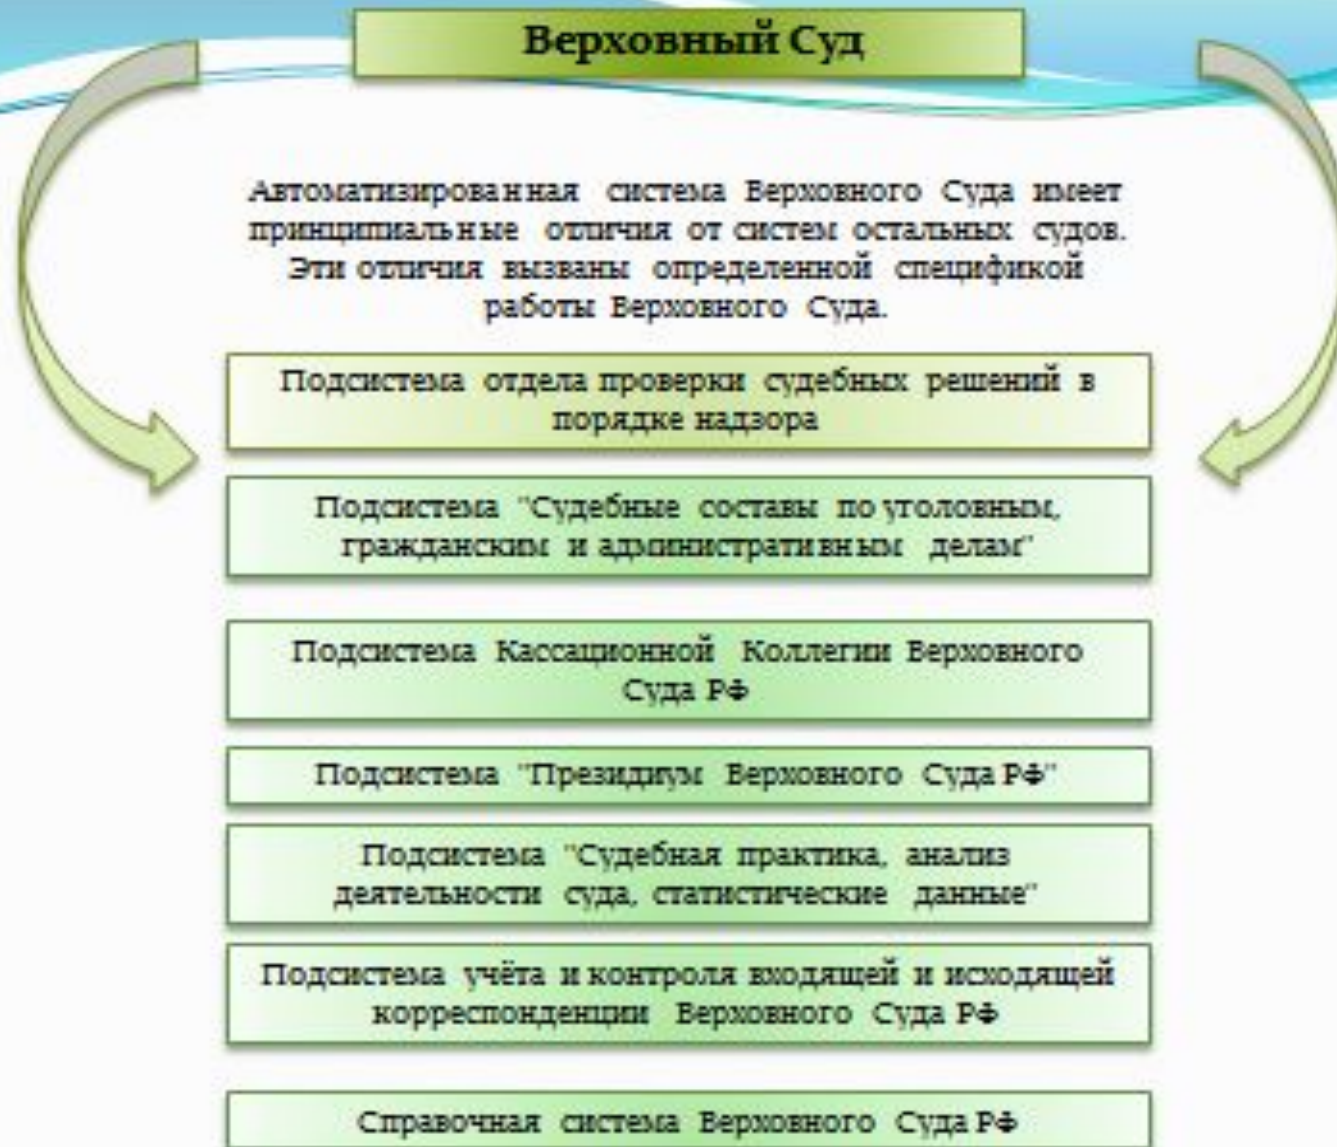 Верховный Суд
Автоматизированная система Верховного Суда имеет
принципиальные отличия от систем остальных судов.
Эти отличия вызваны определенной спецификой
работы Верховного Суда.
Подсистема отдела проверки судебных решений в
порядке надзора
Подсистема "Судебные составы по уголовным,
гражданским и административным делам"
Подсистема Кассационной Коллегии Верховного
Суда РФ
Подсистема "Президиум Верховного Суда РФ"
Подсистема "Судебная практика, анализ
деятельности суда, статистические данные"
Подсистема учёта и контроля входящей и исходящей
корреспонденции Верховного Суда РФ
Справочная система Верховного Суда РФ